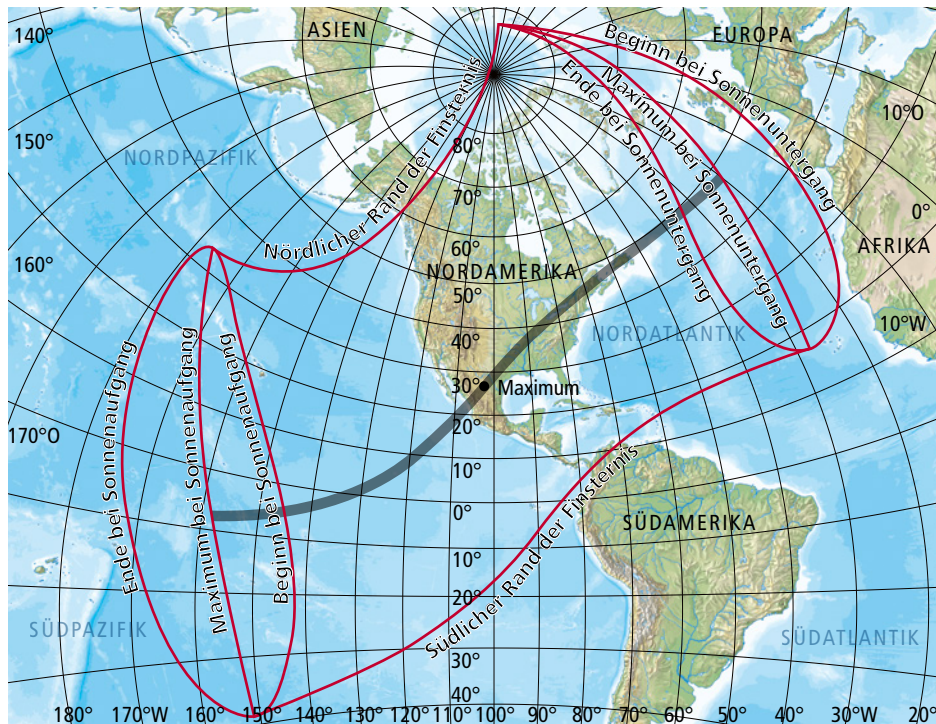 140°
ASIEN
EUROPA
Beginn bei Sonnenuntergang
Maximum bei Sonnenuntergang
Ende bei Sonnenuntergang
Nördlicher Rand der Finsternis
150°
NORDPAZIFIK
80°
10°O
70°
0°
160°
60°
AFRIKA
NORDAMERIKA
50°
10°W
40°
NORDATLANTIK
30°
Maximum
170°O
20°
10°
Ende bei Sonnenaufgang
Maximum bei Sonnenaufgang
Beginn bei Sonnenaufgang
0°
SÜDAMERIKA
10°
Südlicher Rand der Finsternis
20°
SÜDPAZIFIK
SÜDATLANTIK
30°
40°
180° 170°W 160° 150° 140° 130° 120° 110° 100° 90° 80° 70° 60° 50° 40° 30°W 20°